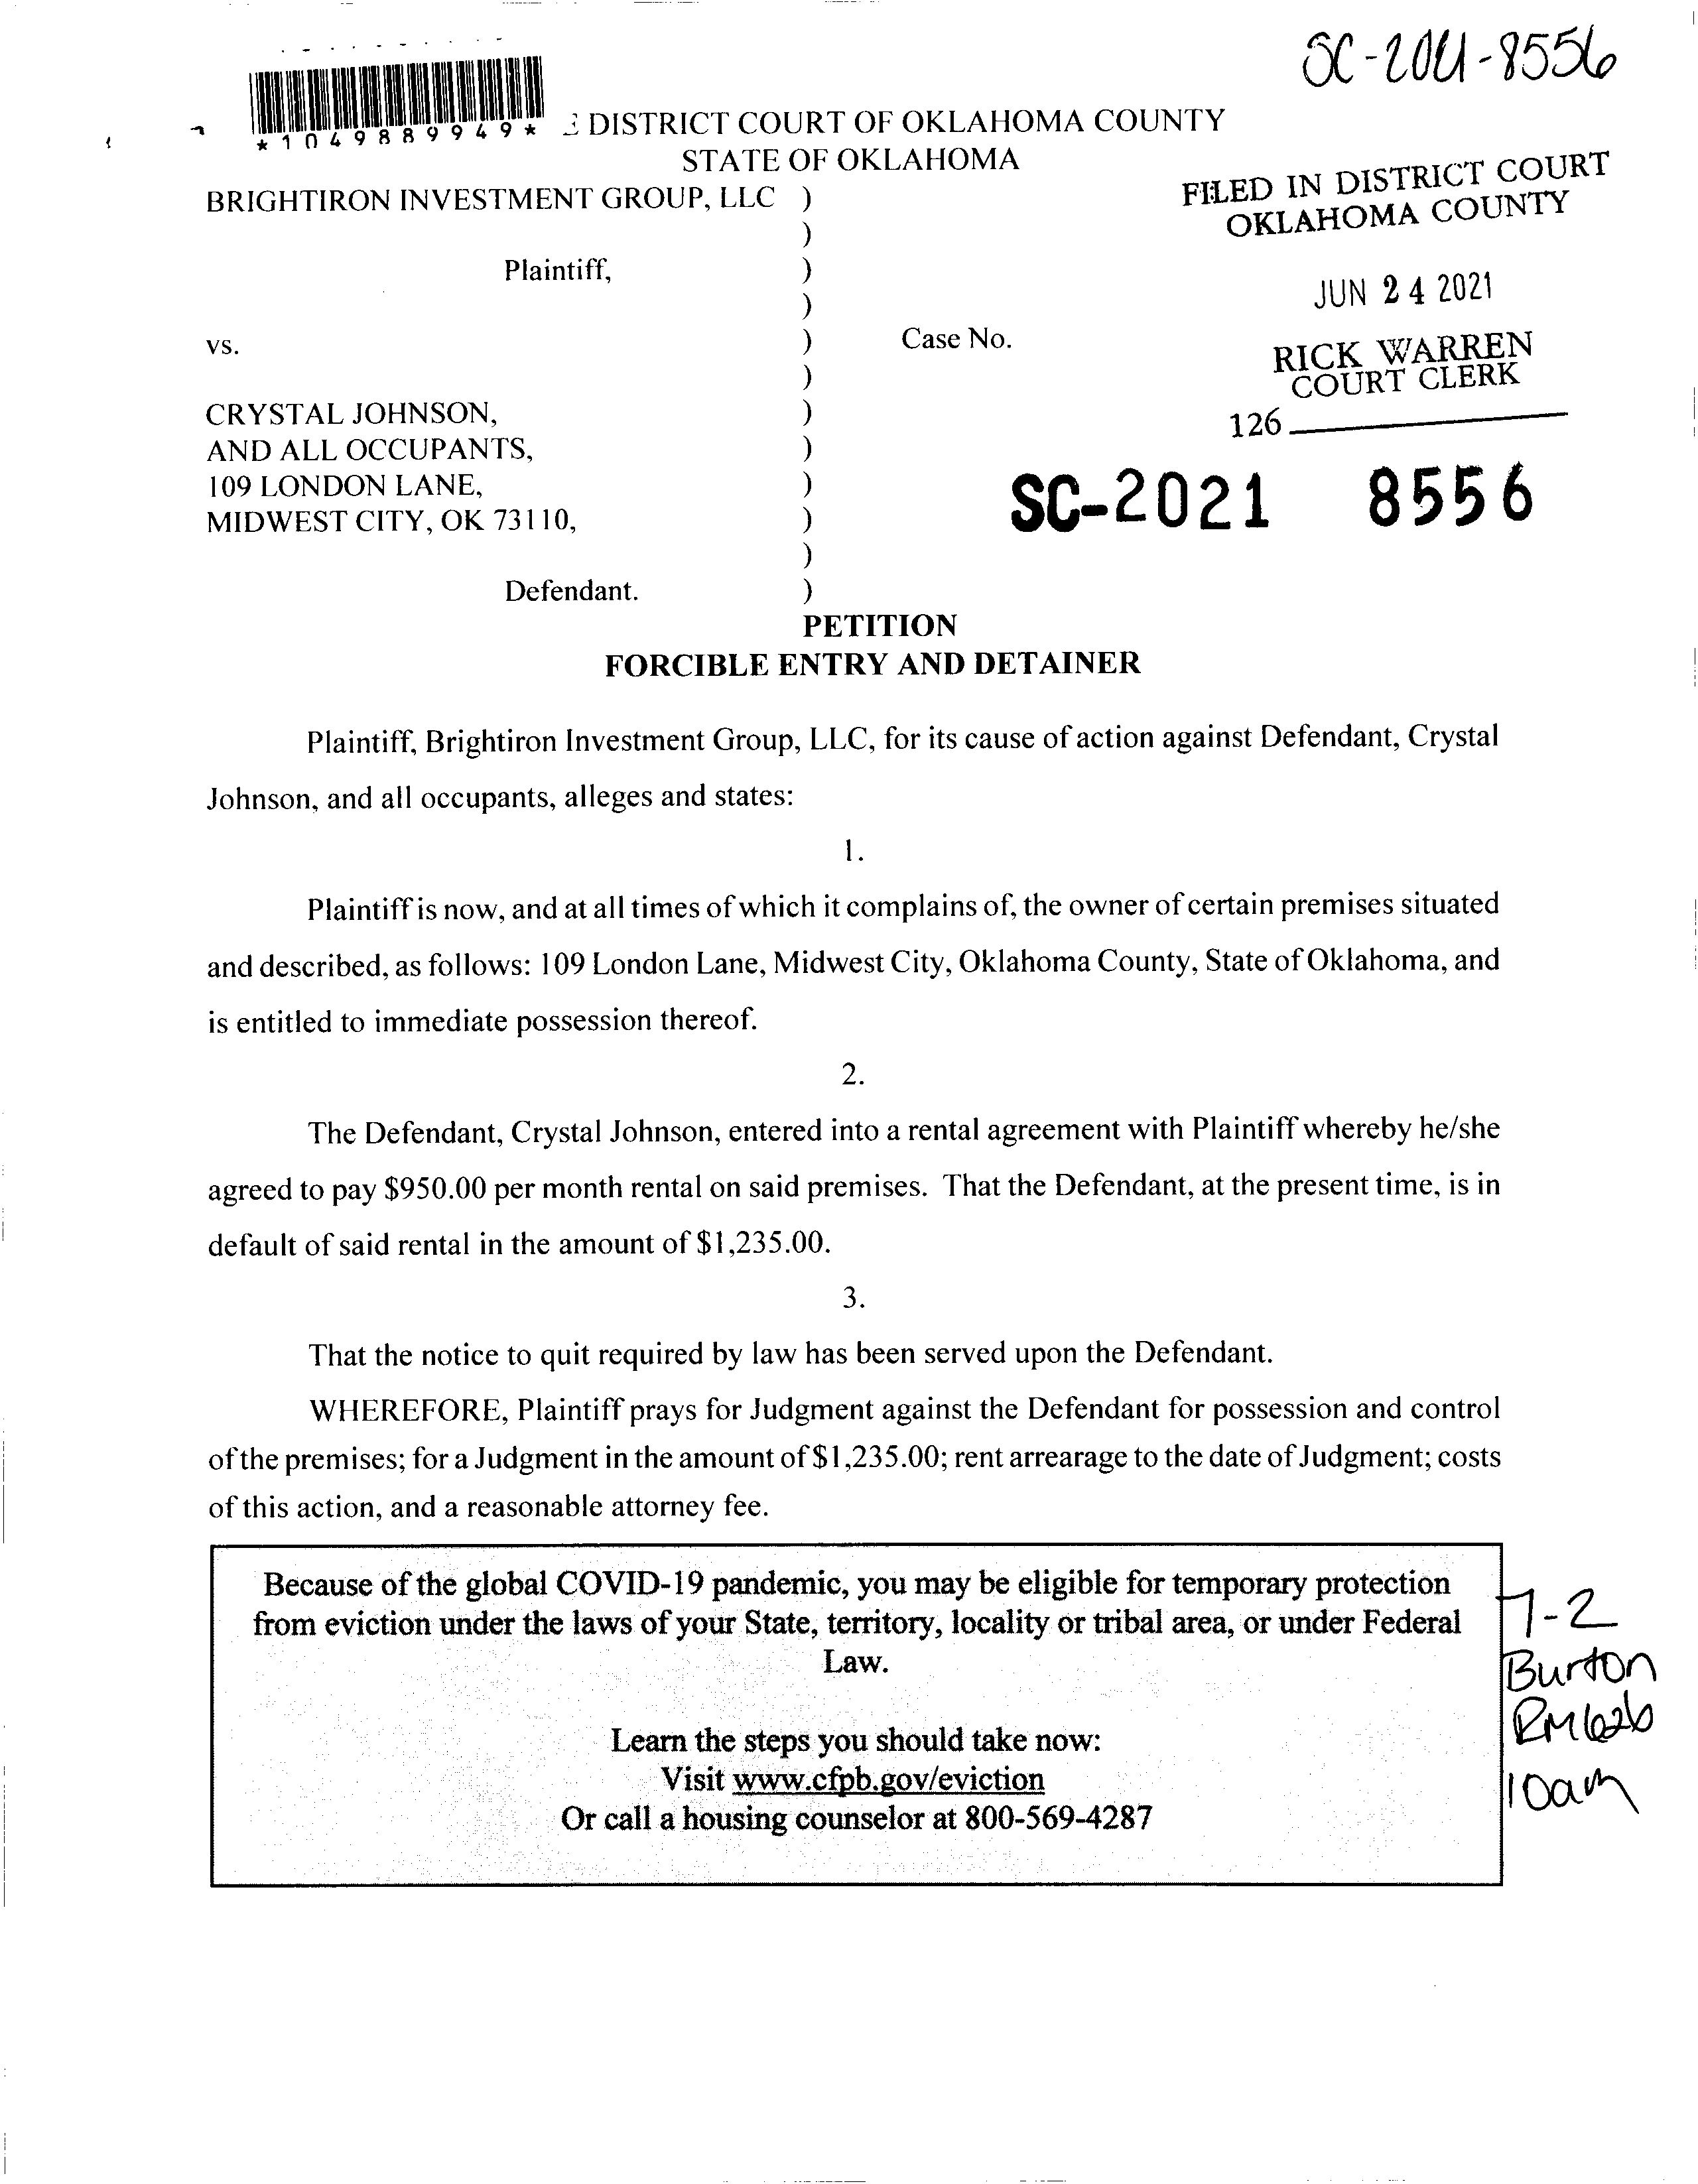 SC-2021-8556
*1049889949*
E DISTRICT COURT OF OKLAHOMA COUNTY
STATE OF OKLAHOMA
FILED IN DISTRICT COURT
OKLAHOMA COUNTY
JUN 24 2021
RICK WARREN
COURT CLERK
126
BRIGHTIRON INVESTMENT GROUP, LLC )
)
Plaintiff, )
)
vs. ) Case No.
)
CRYSTAL JOHNSON, )
AND ALL OCCUPANTS, )
109 LONDON LANE, )
MIDWEST CITY, OK 73110, )
)
Defendant. )
SC-2021 8556
PETITION
FORCIBLE ENTRY AND DETAINER
Plaintiff, Brightiron Investment Group, LLC, for its cause of action against Defendant, Crystal
Johnson, and all occupants, alleges and states:
1.
Plaintiff is now, and at all times of which it complains of, the owner of certain premises situated
and described, as follows: 109 London Lane, Midwest City, Oklahoma County, State of Oklahoma, and
is entitled to immediate possession thereof.
2.
The Defendant, Crystal Johnson, entered into a rental agreement with Plaintiff whereby he/she
agreed to pay $950.00 per month rental on said premises. That the Defendant, at the present time, is in
default of said rental in the amount of $1,235.00.
3.
That the notice to quit required by law has been served upon the Defendant.
WHEREFORE, Plaintiff prays for Judgment against the Defendant for possession and control
of the premises; for a Judgment in the amount of $1,235.00; rent arrearage to the date of Judgment; costs
of this action, and a reasonable attorney fee.
Because of the global COVID-19 pandemic, you may be eligible for temporary protection
from eviction under the laws of your State, territory, locality or tribal area, or under Federal
Law.
Learn the steps you should take now:
Visit www.cfpb.gov/eviction
Or call a housing counselor at 800-569-4287
7-2
Burton
RM 626
10am